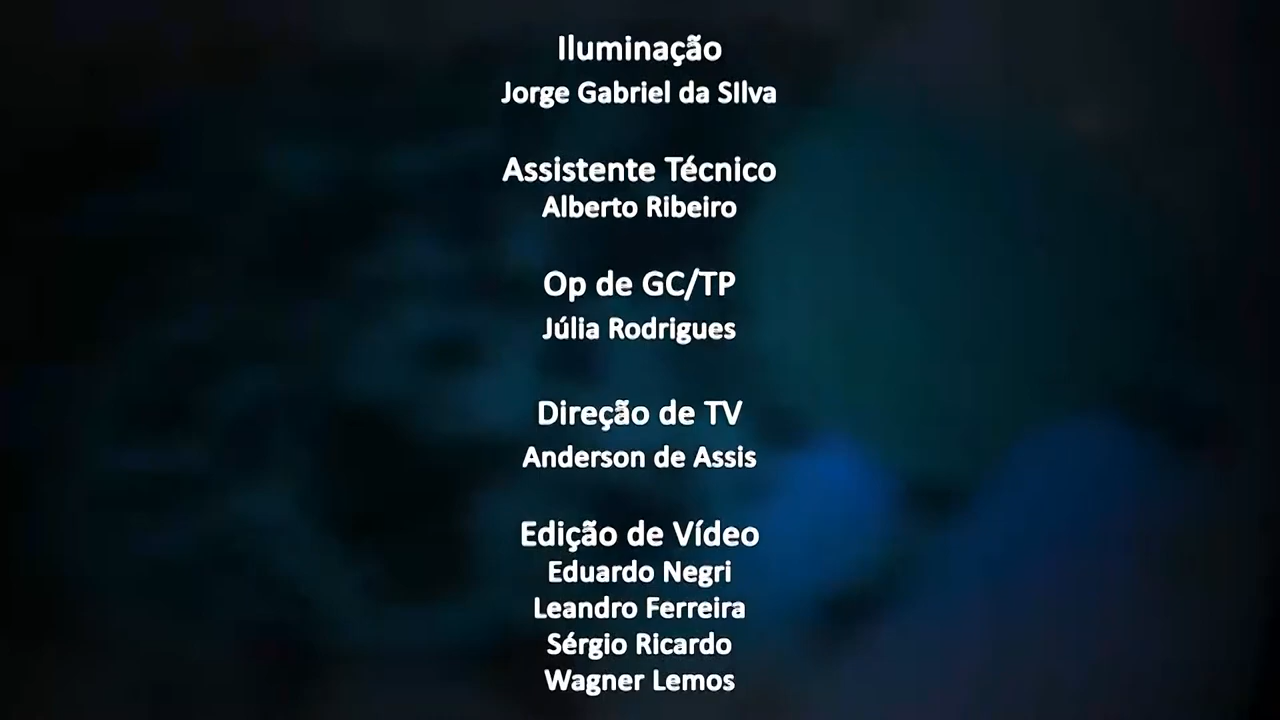 Iluminação
Jorge Gabriel da SIlva
Assistente Técnico
Alberto Ribeiro
Op de GC/TP
Júlia Rodrigues
Direção de TV
Anderson de Assis
Edição de Vídeo
Eduardo Negri
Leandro Ferreira
Sérgio Ricardo
Wagner Lemos